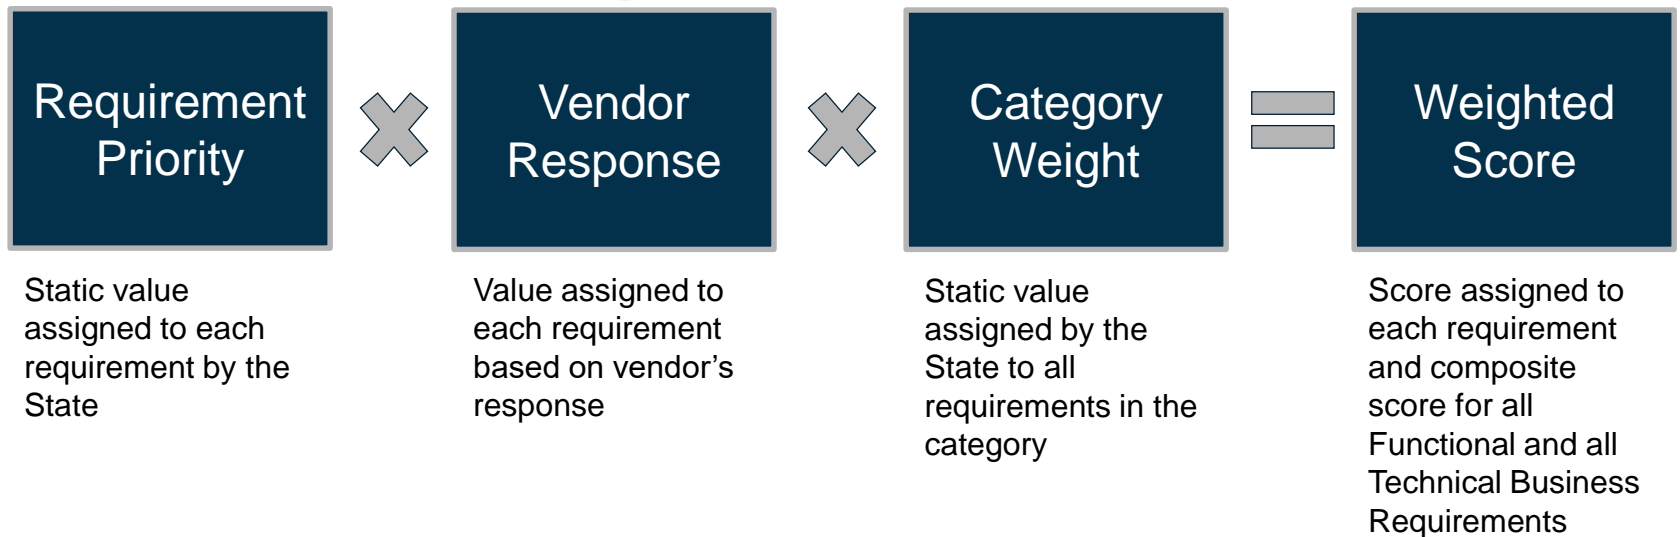 Requirement
Priority
Vendor
Response
Category
Weight
Weighted
Score
Static value
assigned to each
requirement by the
State
Value assigned to
each requirement
based on vendor’s
response
Static value
assigned by the
State to all
requirements in the
category
Score assigned to
each requirement
and composite
score for all
Functional and all
Technical Business
Requirements